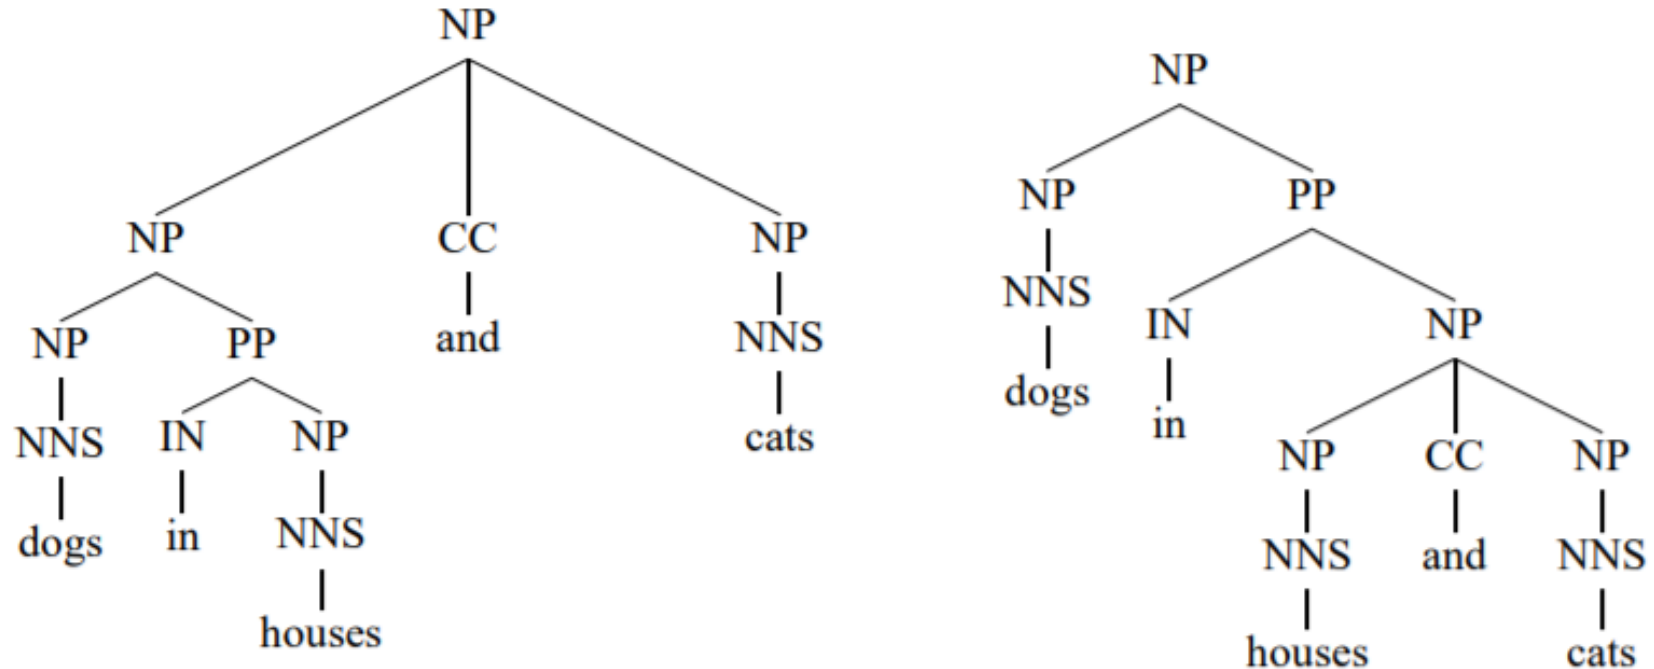 NP
NP CC NP
NP PP and NNS
NNS IN NP cats
dogs in NNS
houses
NP
NP PP
NNS IN NP
dogs in NP CC NP
NNS and NNS
houses cats